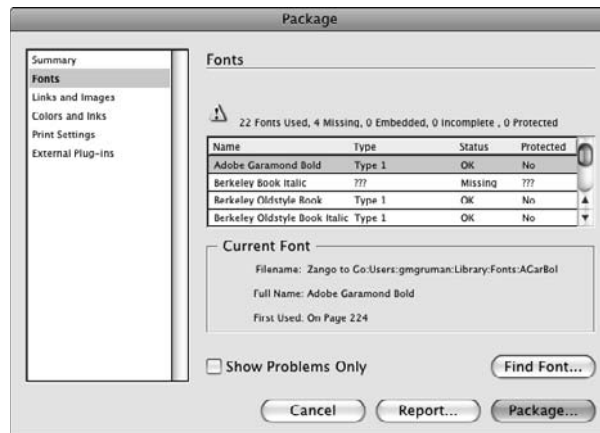 Package
Summary
Fonts
Links and Images
Colors and Inks
Print Settings
External Plug-ins
Fonts
22 Fonts Used, 4 Missing, 0 Embedded, 0 Incomplete , 0 Protected
Name Type Status Protected
Adobe Garamond Bold Type 1 OK No
Berkeley Book Italic ??? Missing ???
Berkeley Oldstyle Book Type 1 OK No
Berkeley Oldstyle Book Italic Type 1 OK No
Current Font
Filename: Zango to Go:Users:gmgruman:Library:Fonts:AGarBol
Full Name: Adobe Garamond Bold
First Used: On Page 224
Show Problems Only
Find Font...
Cancel
Report...
Package...